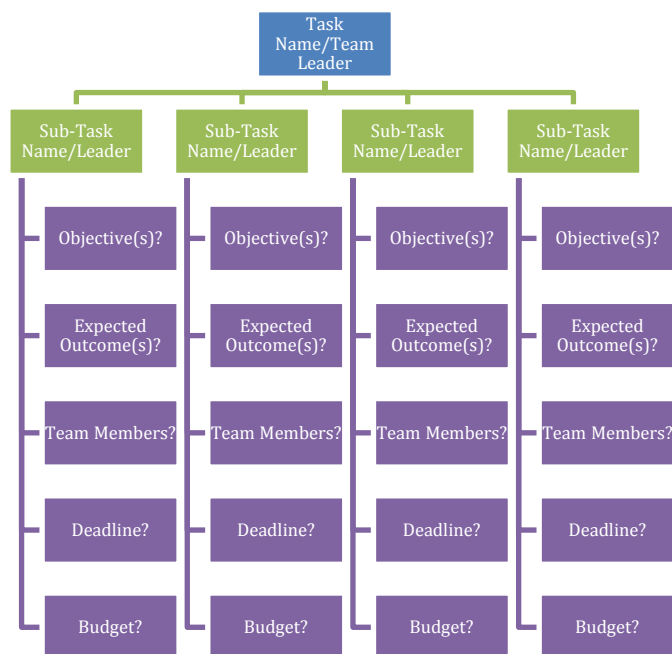 Task
Name/Team
Leader
Sub-Task
Name/Leader
Sub-Task
Name/Leader
Sub-Task
Name/Leader
Sub-Task
Name/Leader
Objective(s)?
Objective(s)?
Objective(s)?
Objective(s)?
Expected
Outcome(s)?
Expected
Outcome(s)?
Expected
Outcome(s)?
Expected
Outcome(s)?
Team Members?
Team Members?
Team Members?
Team Members?
Deadline?
Deadline?
Deadline?
Deadline?
Budget?
Budget?
Budget?
Budget?